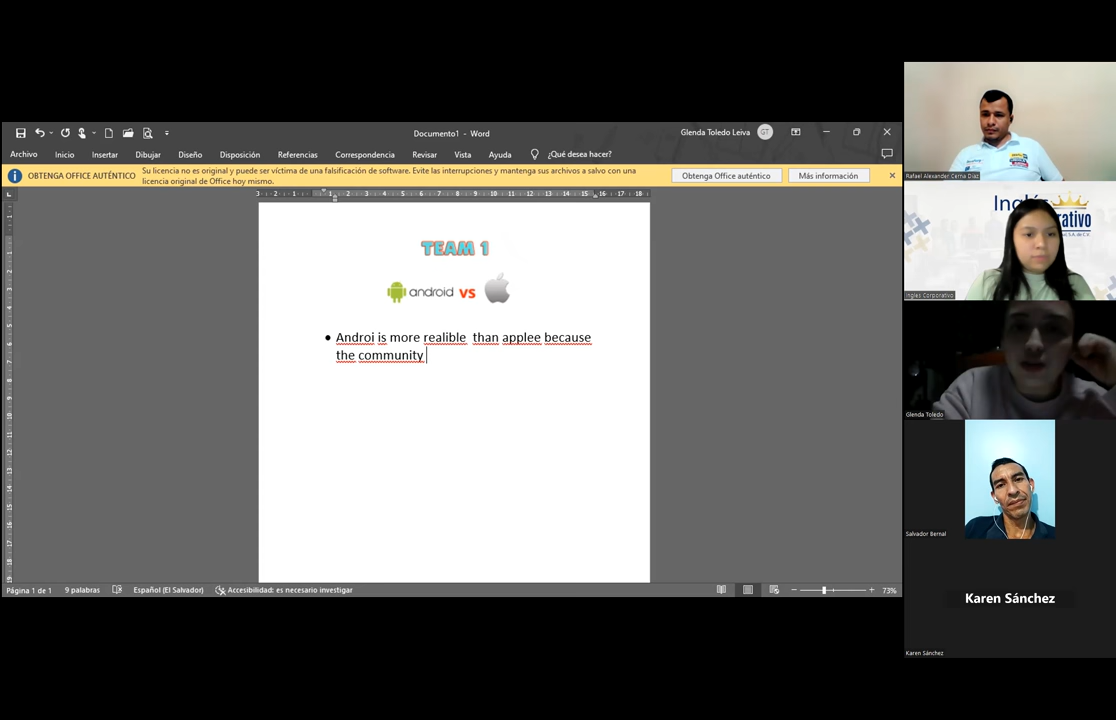 Documento1 - Word
Glenda Toledo Leiva
GT
Archivo Inicio Insertar Dibujar Diseño Disposición Referencias Correspondencia Revisar Vista Ayuda ¿Qué desea hacer?
OBTENGA OFFICE AUTÉNTICO Su licencia no es original y puede ser víctima de una falsificación de software. Evite las interrupciones y mantenga sus archivos a salvo con una
licencia original de Office hoy mismo.
Obtenga Office auténtico
Más información
TEAM 1
android vs
• Androi is more realible than applee because
the community
Página 1 de 1 9 palabras Español (El Salvador) Accesibilidad: es necesario investigar 73%
Rafael Alexander Cerna Díaz
Inglés Corporativo
Glenda Toledo
Salvador Bernal
Karen Sánchez
Karen Sánchez